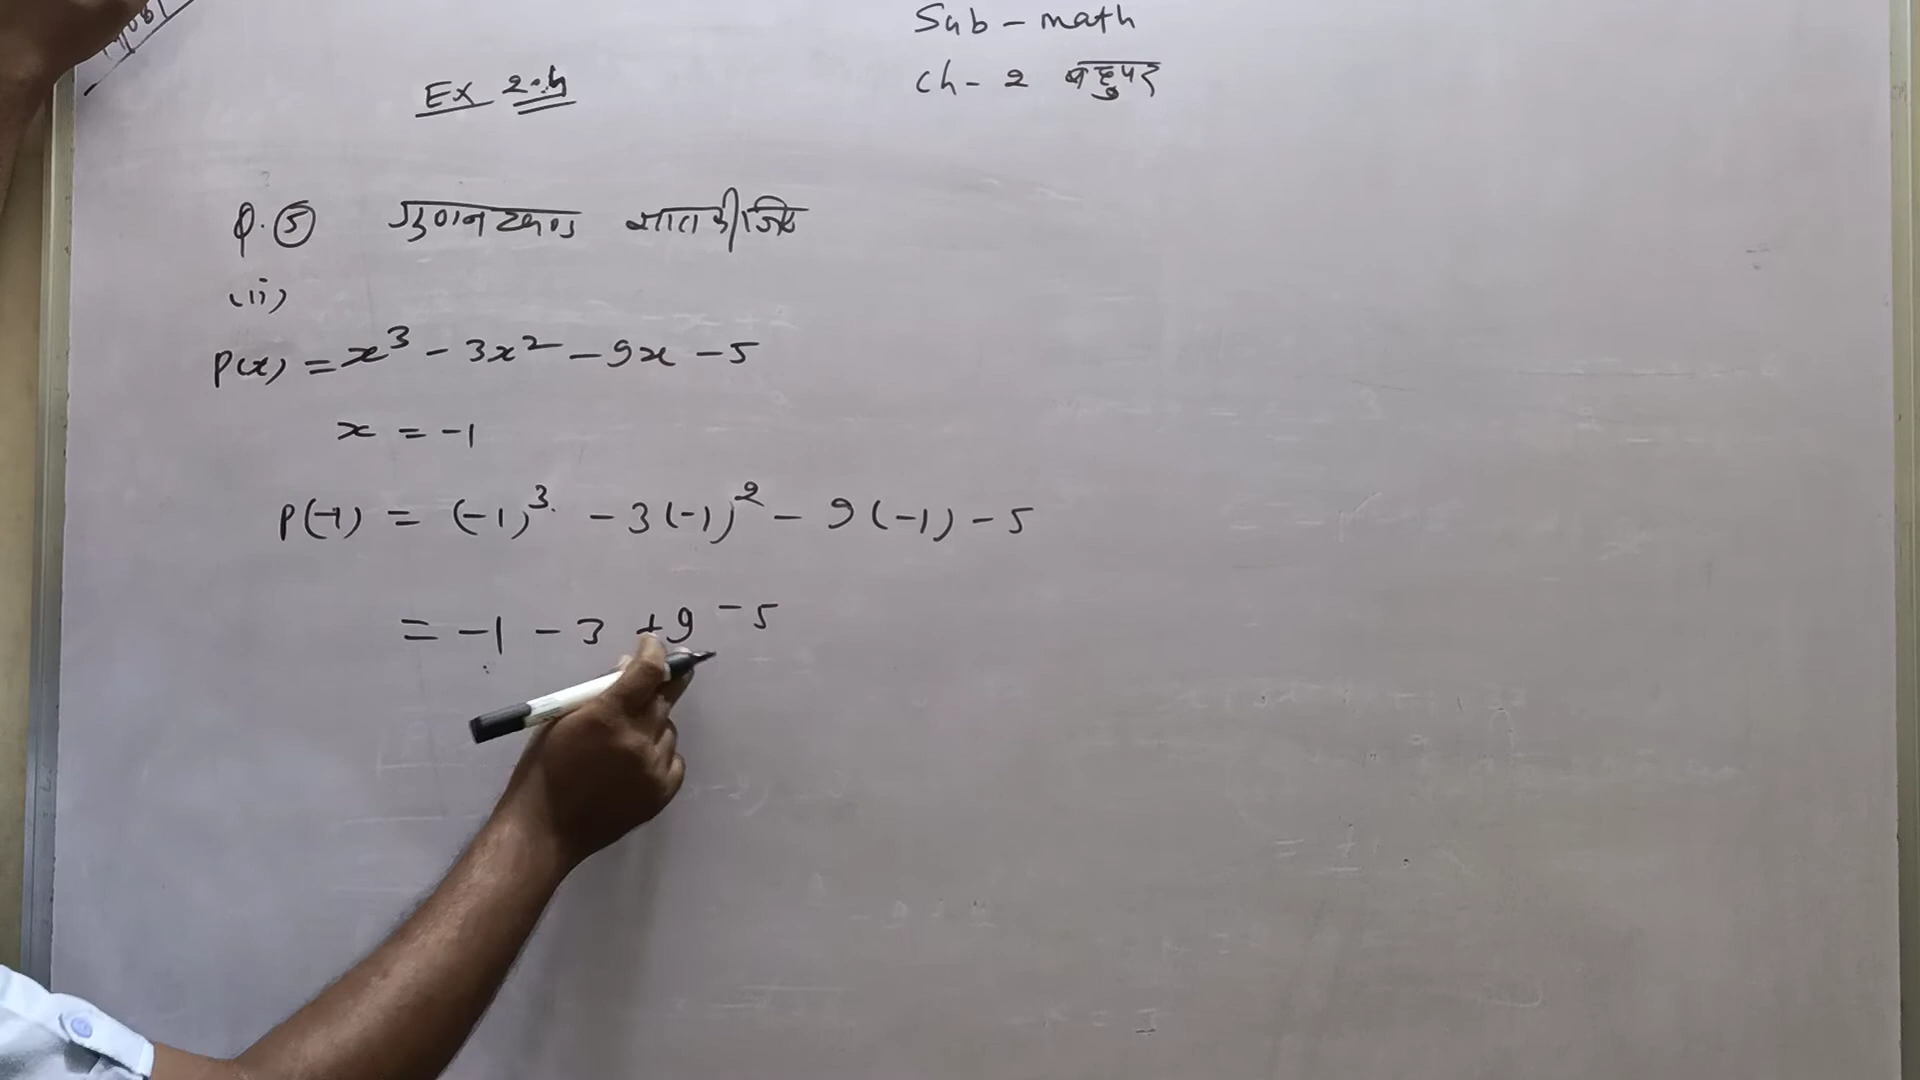 Sub - math
Ch - 2 बहुपद
Ex 2.4
Q. 5 गुणनखण्ड ज्ञात कीजिए
(ii)
P(x) = x³ - 3x² - 9x - 5
x = -1
P(-1) = (-1)³ - 3(-1)² - 9(-1) - 5
= -1 - 3 + 9 - 5